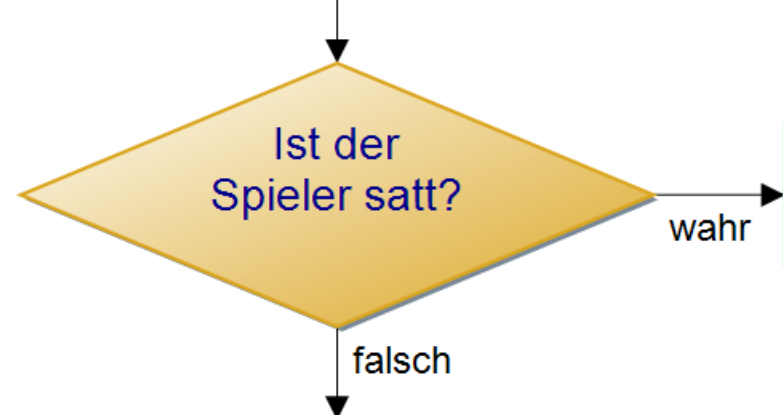 Ist der
Spieler satt?
wahr
falsch